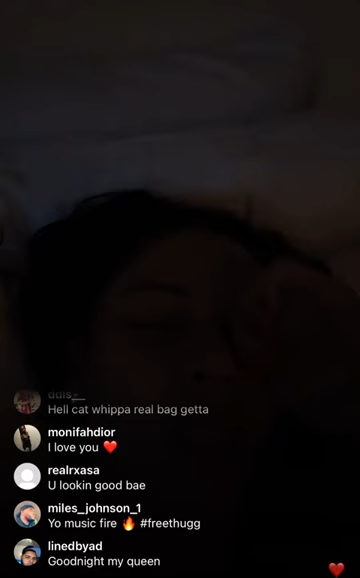 Hell cat whippa real bag getta
monifahdior
I love you ❤️
realrxasa
U lookin good bae
miles_johnson_1
Yo music fire 🔥 #freethugg
linedbyad
Goodnight my queen